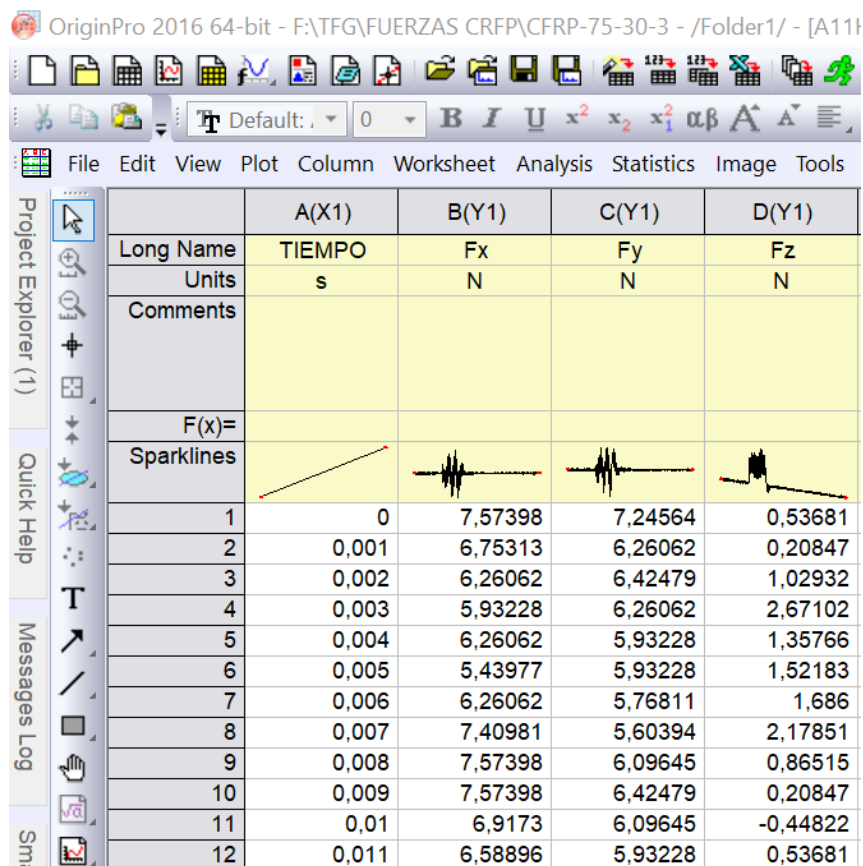 OriginPro 2016 64-bit - F:\TFG\FUERZAS CRFP\CFRP-75-30-3 - /Folder1/ - [A11
Default: 0 B I U x² x₂ x₁² αβ A A
File Edit View Plot Column Worksheet Analysis Statistics Image Tools
Project Explorer (1)
Quick Help
Messages Log
A(X1) B(Y1) C(Y1) D(Y1)
Long Name TIEMPO Fx Fy Fz
Units s N N N
Comments
F(x)=
Sparklines
1 0 7,57398 7,24564 0,53681
2 0,001 6,75313 6,26062 0,20847
3 0,002 6,26062 6,42479 1,02932
4 0,003 5,93228 6,26062 2,67102
5 0,004 6,26062 5,93228 1,35766
6 0,005 5,43977 5,93228 1,52183
7 0,006 6,26062 5,76811 1,686
8 0,007 7,40981 5,60394 2,17851
9 0,008 7,57398 6,09645 0,86515
10 0,009 7,57398 6,42479 0,20847
11 0,01 6,9173 6,09645 -0,44822
12 0,011 6,58896 5,93228 0,53681